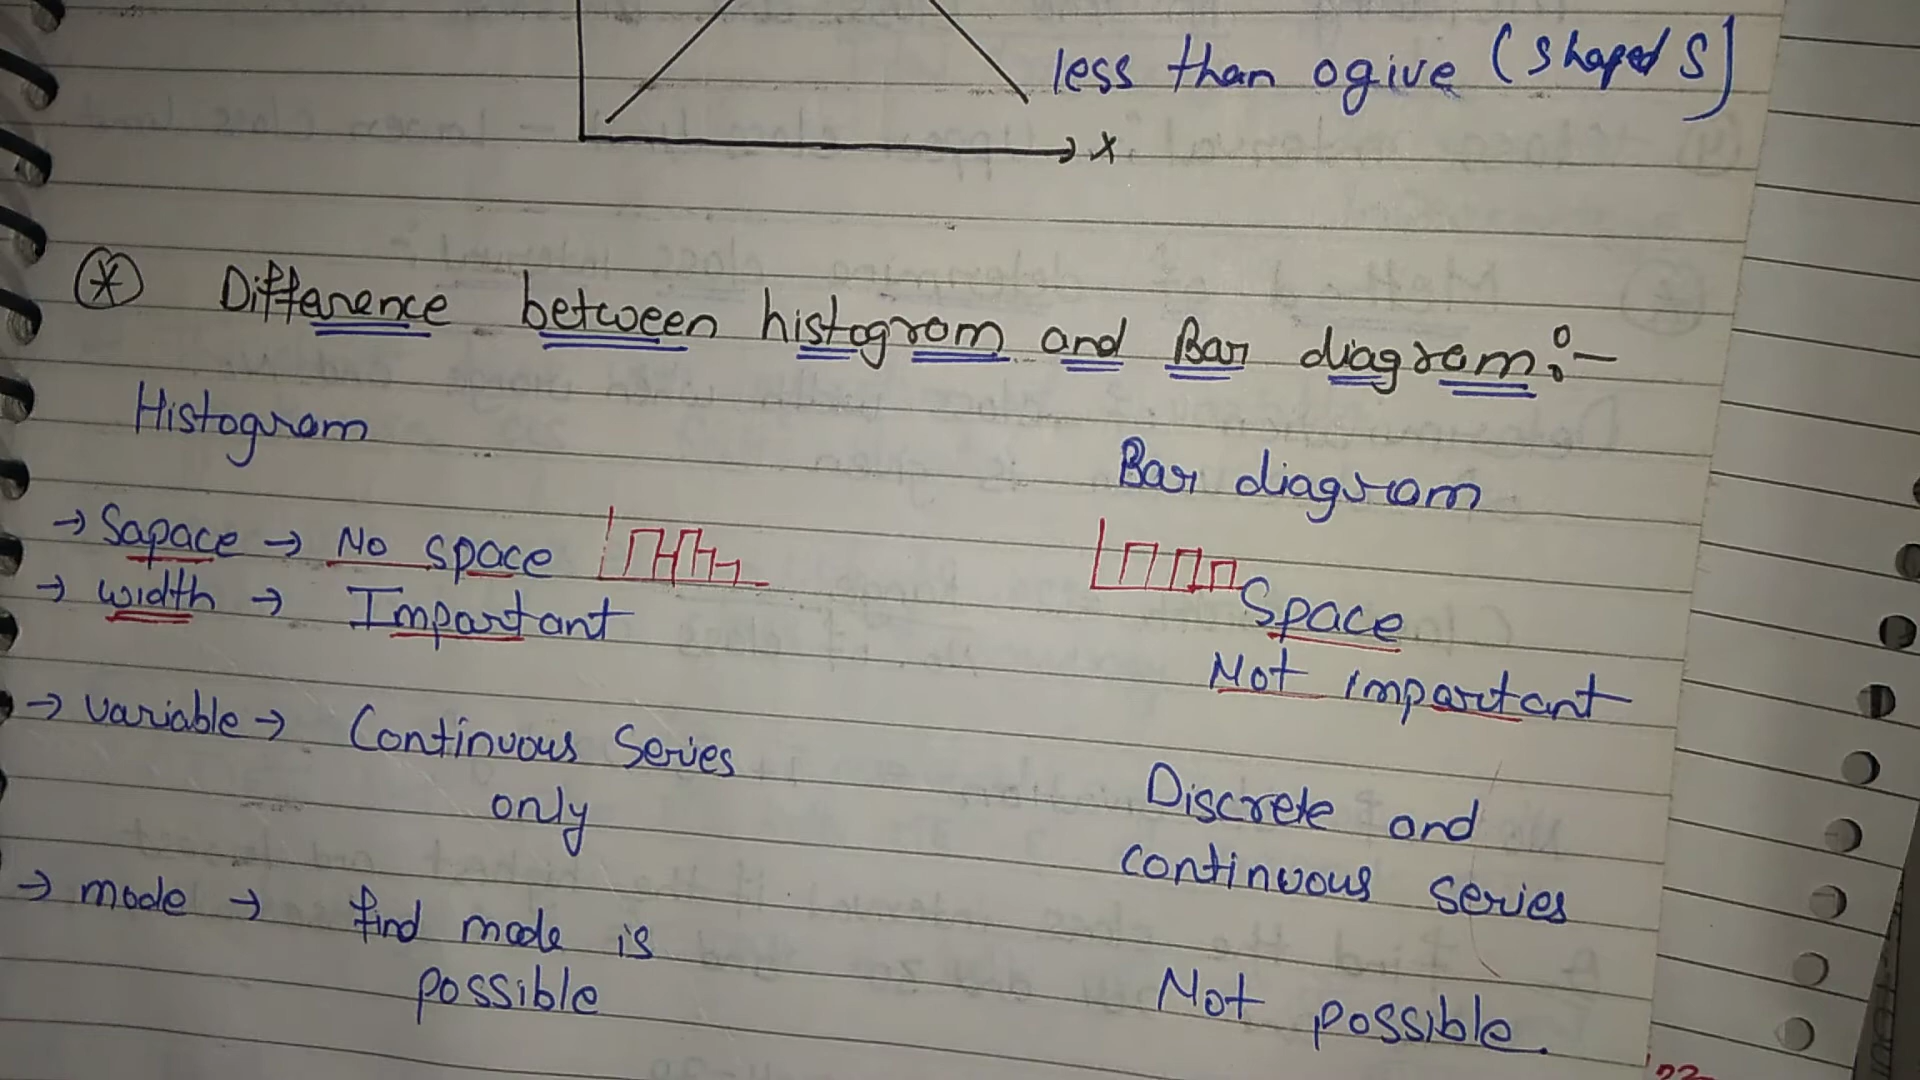 less than ogive (Shaped S)
X
* Difference between histogram and Bar diagram:-
Histogram
Bar diagram
→ Sapace → No space
Space
→ width → Important
Not important
→ variable → Continuous Series
only
Discrete and
continuous series
→ mode → find mode is
possible
Not possible.